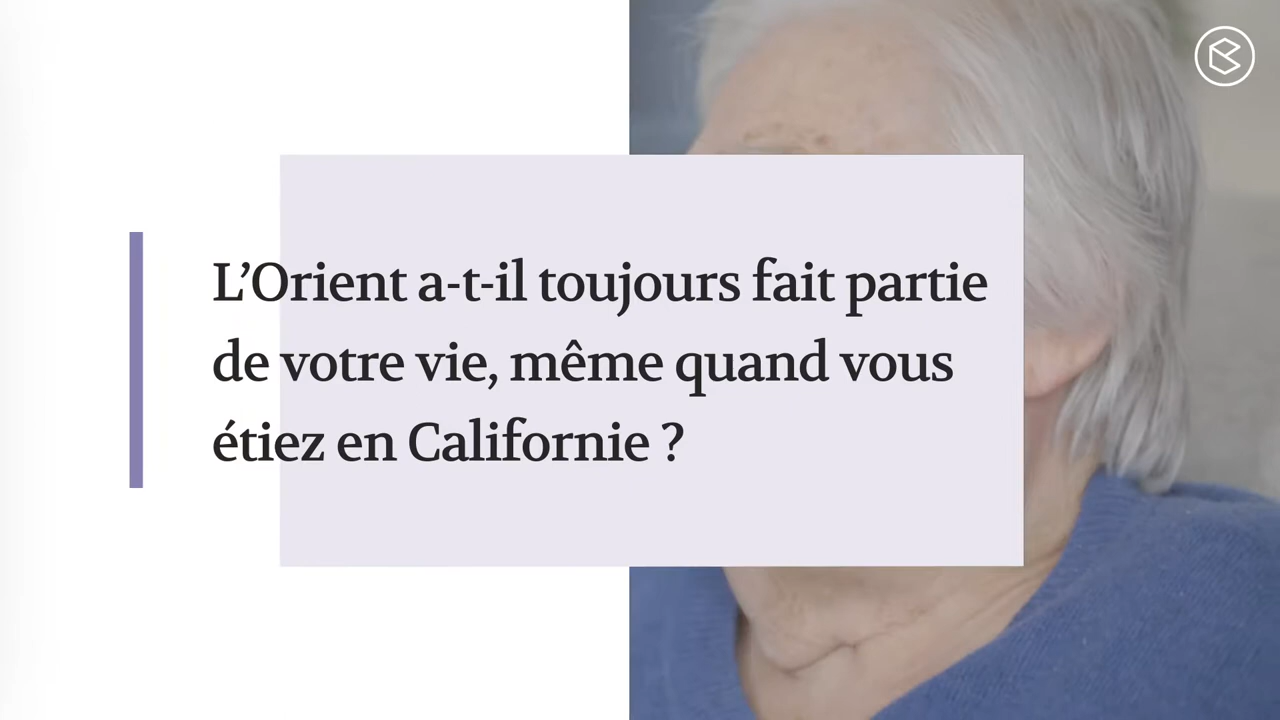 L’Orient a-t-il toujours fait partie
de votre vie, même quand vous
étiez en Californie ?